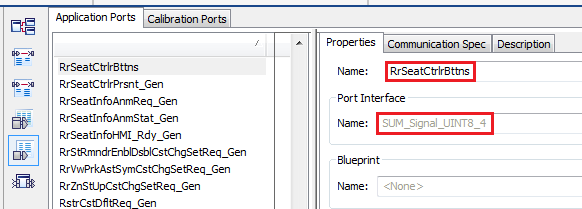 Application Ports Calibration Ports
RrSeatCtrlrBttns
RrSeatCtrlrPrsnt_Gen
RrSeatInfoAnmReq_Gen
RrSeatInfoAnmStat_Gen
RrSeatInfoHMI_Rdy_Gen
RrStRmndrEnblDsblCstChgSetReq_Gen
RrVwPrkAstSymCstChgSetReq_Gen
RrZnStUpCstChgSetReq_Gen
RstrCstDfltReq_Gen
Properties Communication Spec Description
Name: RrSeatCtrlrBttns
Port Interface
Name: SUM_Signal_UINT8_4
Blueprint
Name: <None>